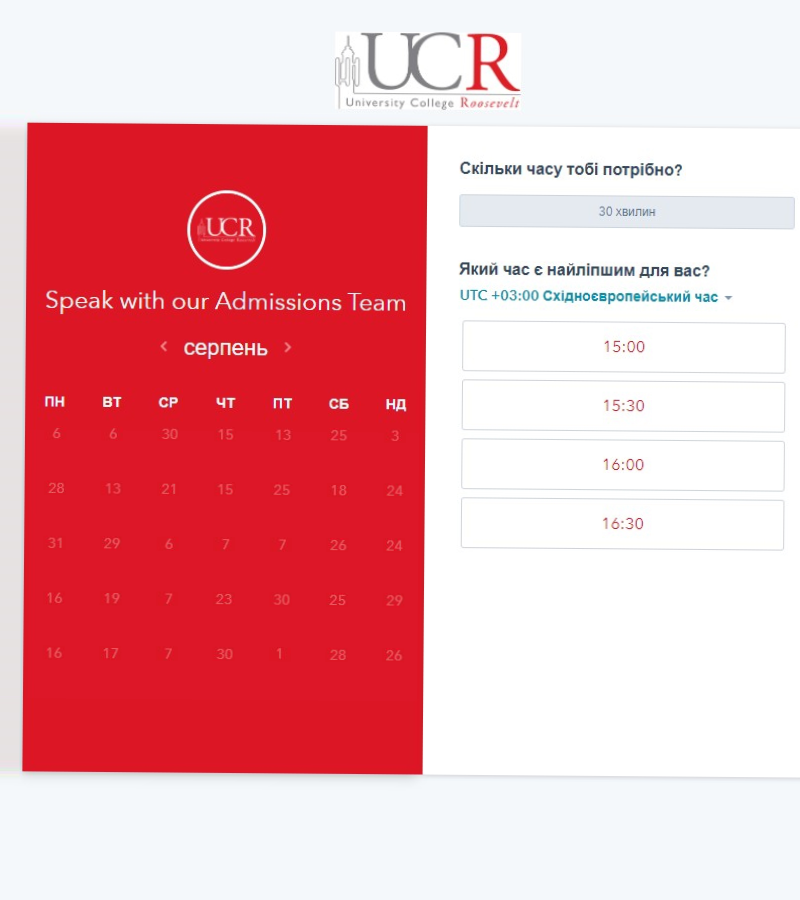 UCR
University College Roosevelt
UCR
Speak with our Admissions Team
серпень
ПН ВТ СР ЧТ ПТ СБ НД
6 6 30 15 13 25 3
28 13 21 15 25 18 24
31 29 6 7 7 26 24
16 19 7 23 30 25 29
16 17 7 30 1 28 26
Скільки часу тобі потрібно?
30 хвилин
Який час є найліпшим для вас?
UTC +03:00 Східноєвропейський час
15:00
15:30
16:00
16:30